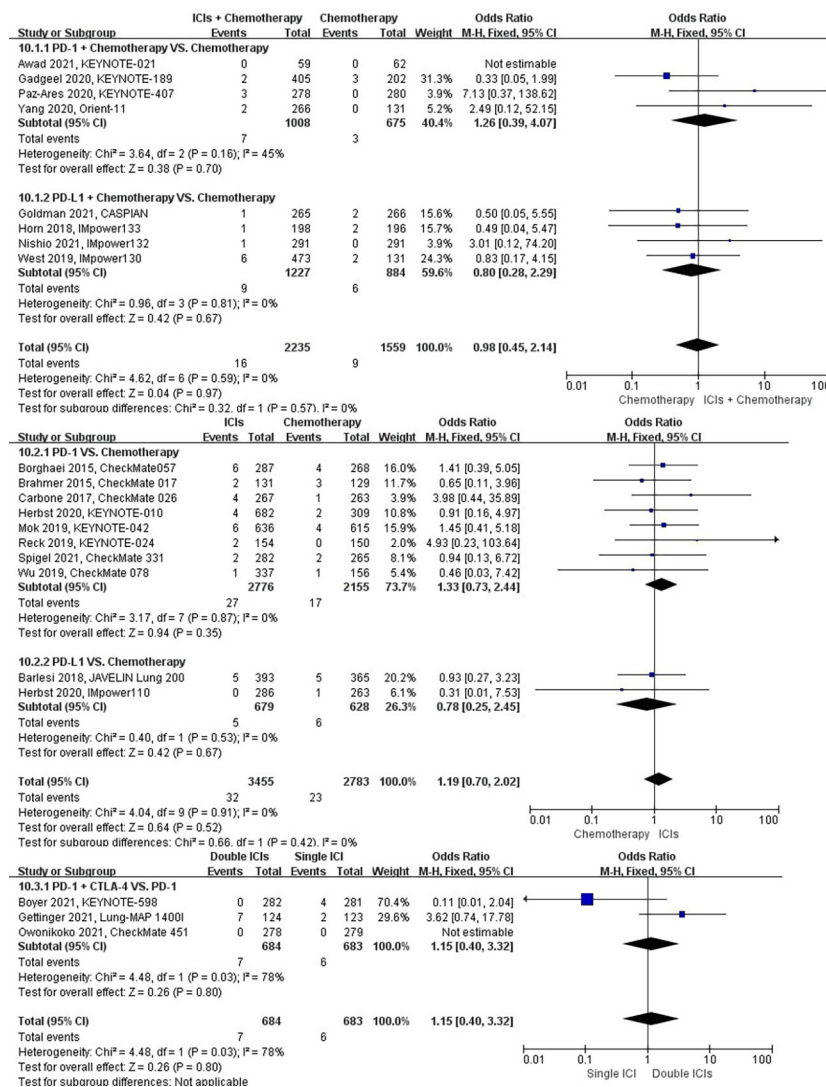 ICIs + Chemotherapy Chemotherapy Odds Ratio Odds Ratio
Study or Subgroup Events Total Events Total Weight M-H, Fixed, 95% CI M-H, Fixed, 95% CI
10.1.1 PD-1 + Chemotherapy VS. Chemotherapy
Awad 2021, KEYNOTE-021 0 59 0 62 Not estimable
Gadgeel 2020, KEYNOTE-189 2 405 3 202 31.3% 0.33 [0.05, 1.99]
Paz-Ares 2020, KEYNOTE-407 3 278 0 280 3.9% 7.13 [0.37, 138.62]
Yang 2020, Orient-11 2 266 0 131 5.2% 2.49 [0.12, 52.15]
Subtotal (95% CI) 1008 675 40.4% 1.26 [0.39, 4.07]
Total events 7 3
Heterogeneity: Chi² = 3.64, df = 2 (P = 0.16); I² = 45%
Test for overall effect: Z = 0.38 (P = 0.70)
10.1.2 PD-L1 + Chemotherapy VS. Chemotherapy
Goldman 2021, CASPIAN 1 265 2 266 15.6% 0.50 [0.05, 5.55]
Horn 2018, IMpower133 1 198 2 196 15.7% 0.49 [0.04, 5.47]
Nishio 2021, IMpower132 1 291 0 291 3.9% 3.01 [0.12, 74.20]
West 2019, IMpower130 6 473 2 131 24.3% 0.83 [0.17, 4.15]
Subtotal (95% CI) 1227 884 59.6% 0.80 [0.28, 2.29]
Total events 9 6
Heterogeneity: Chi² = 0.96, df = 3 (P = 0.81); I² = 0%
Test for overall effect: Z = 0.42 (P = 0.67)
Total (95% CI) 2235 1559 100.0% 0.98 [0.45, 2.14]
Total events 16 9
Heterogeneity: Chi² = 4.62, df = 6 (P = 0.59); I² = 0%
Test for overall effect: Z = 0.04 (P = 0.97)
Test for subgroup differences: Chi² = 0.32, df = 1 (P = 0.57), I² = 0%
0.01 0.1 1 10 100
Chemotherapy ICIs + Chemotherapy
ICIs Chemotherapy Odds Ratio Odds Ratio
Study or Subgroup Events Total Events Total Weight M-H, Fixed, 95% CI M-H, Fixed, 95% CI
10.2.1 PD-1 VS. Chemotherapy
Borghaei 2015, CheckMate057 6 287 4 268 16.0% 1.41 [0.39, 5.05]
Brahmer 2015, CheckMate 017 2 131 3 129 11.7% 0.65 [0.11, 3.96]
Carbone 2017, CheckMate 026 4 267 1 263 3.9% 3.98 [0.44, 35.89]
Herbst 2020, KEYNOTE-010 4 682 2 309 10.8% 0.91 [0.16, 4.97]
Mok 2019, KEYNOTE-042 6 636 4 615 15.9% 1.45 [0.41, 5.18]
Reck 2019, KEYNOTE-024 2 154 0 150 2.0% 4.93 [0.23, 103.64]
Spigel 2021, CheckMate 331 2 282 2 265 8.1% 0.94 [0.13, 6.72]
Wu 2019, CheckMate 078 1 337 1 156 5.4% 0.46 [0.03, 7.42]
Subtotal (95% CI) 2776 2155 73.7% 1.33 [0.73, 2.44]
Total events 27 17
Heterogeneity: Chi² = 3.17, df = 7 (P = 0.87); I² = 0%
Test for overall effect: Z = 0.94 (P = 0.35)
10.2.2 PD-L1 VS. Chemotherapy
Barlesi 2018, JAVELIN Lung 200 5 393 5 365 20.2% 0.93 [0.27, 3.23]
Herbst 2020, IMpower110 0 286 1 263 6.1% 0.31 [0.01, 7.53]
Subtotal (95% CI) 679 628 26.3% 0.78 [0.25, 2.45]
Total events 5 6
Heterogeneity: Chi² = 0.40, df = 1 (P = 0.53); I² = 0%
Test for overall effect: Z = 0.42 (P = 0.67)
Total (95% CI) 3455 2783 100.0% 1.19 [0.70, 2.02]
Total events 32 23
Heterogeneity: Chi² = 4.04, df = 9 (P = 0.91); I² = 0%
Test for overall effect: Z = 0.64 (P = 0.52)
Test for subgroup differences: Chi² = 0.66, df = 1 (P = 0.42), I² = 0%
0.01 0.1 1 10 100
Chemotherapy ICIs
Double ICIs Single ICI Odds Ratio Odds Ratio
Study or Subgroup Events Total Events Total Weight M-H, Fixed, 95% CI M-H, Fixed, 95% CI
10.3.1 PD-1 + CTLA-4 VS. PD-1
Boyer 2021, KEYNOTE-598 0 282 4 281 70.4% 0.11 [0.01, 2.04]
Gettinger 2021, Lung-MAP 1400I 7 124 2 123 29.6% 3.62 [0.74, 17.78]
Owonikoko 2021, CheckMate 451 0 278 0 279 Not estimable
Subtotal (95% CI) 684 683 100.0% 1.15 [0.40, 3.32]
Total events 7 6
Heterogeneity: Chi² = 4.48, df = 1 (P = 0.03); I² = 78%
Test for overall effect: Z = 0.26 (P = 0.80)
Total (95% CI) 684 683 100.0% 1.15 [0.40, 3.32]
Total events 7 6
Heterogeneity: Chi² = 4.48, df = 1 (P = 0.03); I² = 78%
Test for overall effect: Z = 0.26 (P = 0.80)
Test for subgroup differences: Not applicable
0.01 0.1 1 10 100
Single ICI Double ICIs